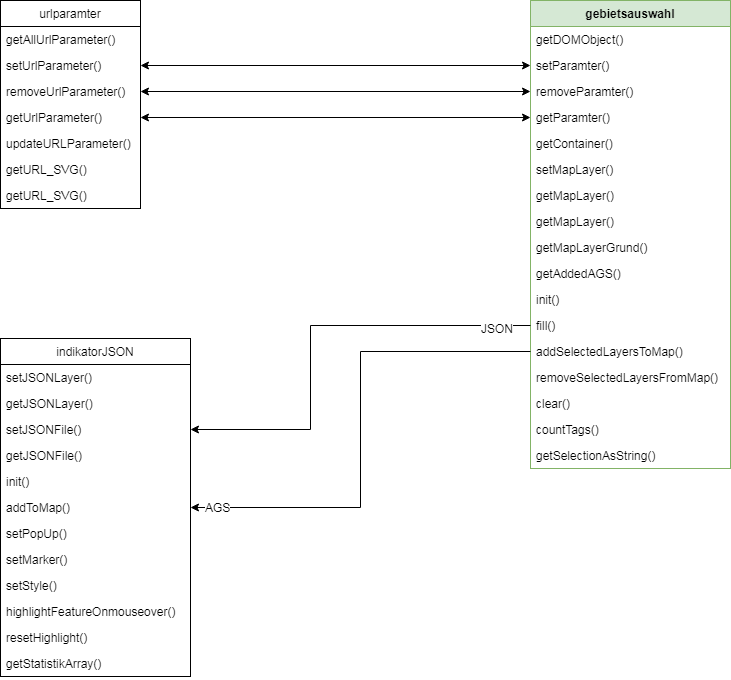 urlparamter
getAllUrlParameter()
setUrlParameter()
removeUrlParameter()
getUrlParameter()
updateURLParameter()
getURL_SVG()
getURL_SVG()
gebietsauswahl
getDOMObject()
setParamter()
removeParamter()
getParamter()
getContainer()
setMapLayer()
getMapLayer()
getMapLayer()
getMapLayerGrund()
getAddedAGS()
init()
fill()
addSelectedLayersToMap()
removeSelectedLayersFromMap()
clear()
countTags()
getSelectionAsString()
JSON
AGS
indikatorJSON
setJSONLayer()
getJSONLayer()
setJSONFile()
getJSONFile()
init()
addToMap()
setPopUp()
setMarker()
setStyle()
highlightFeatureOnmouseover()
resetHighlight()
getStatistikArray()